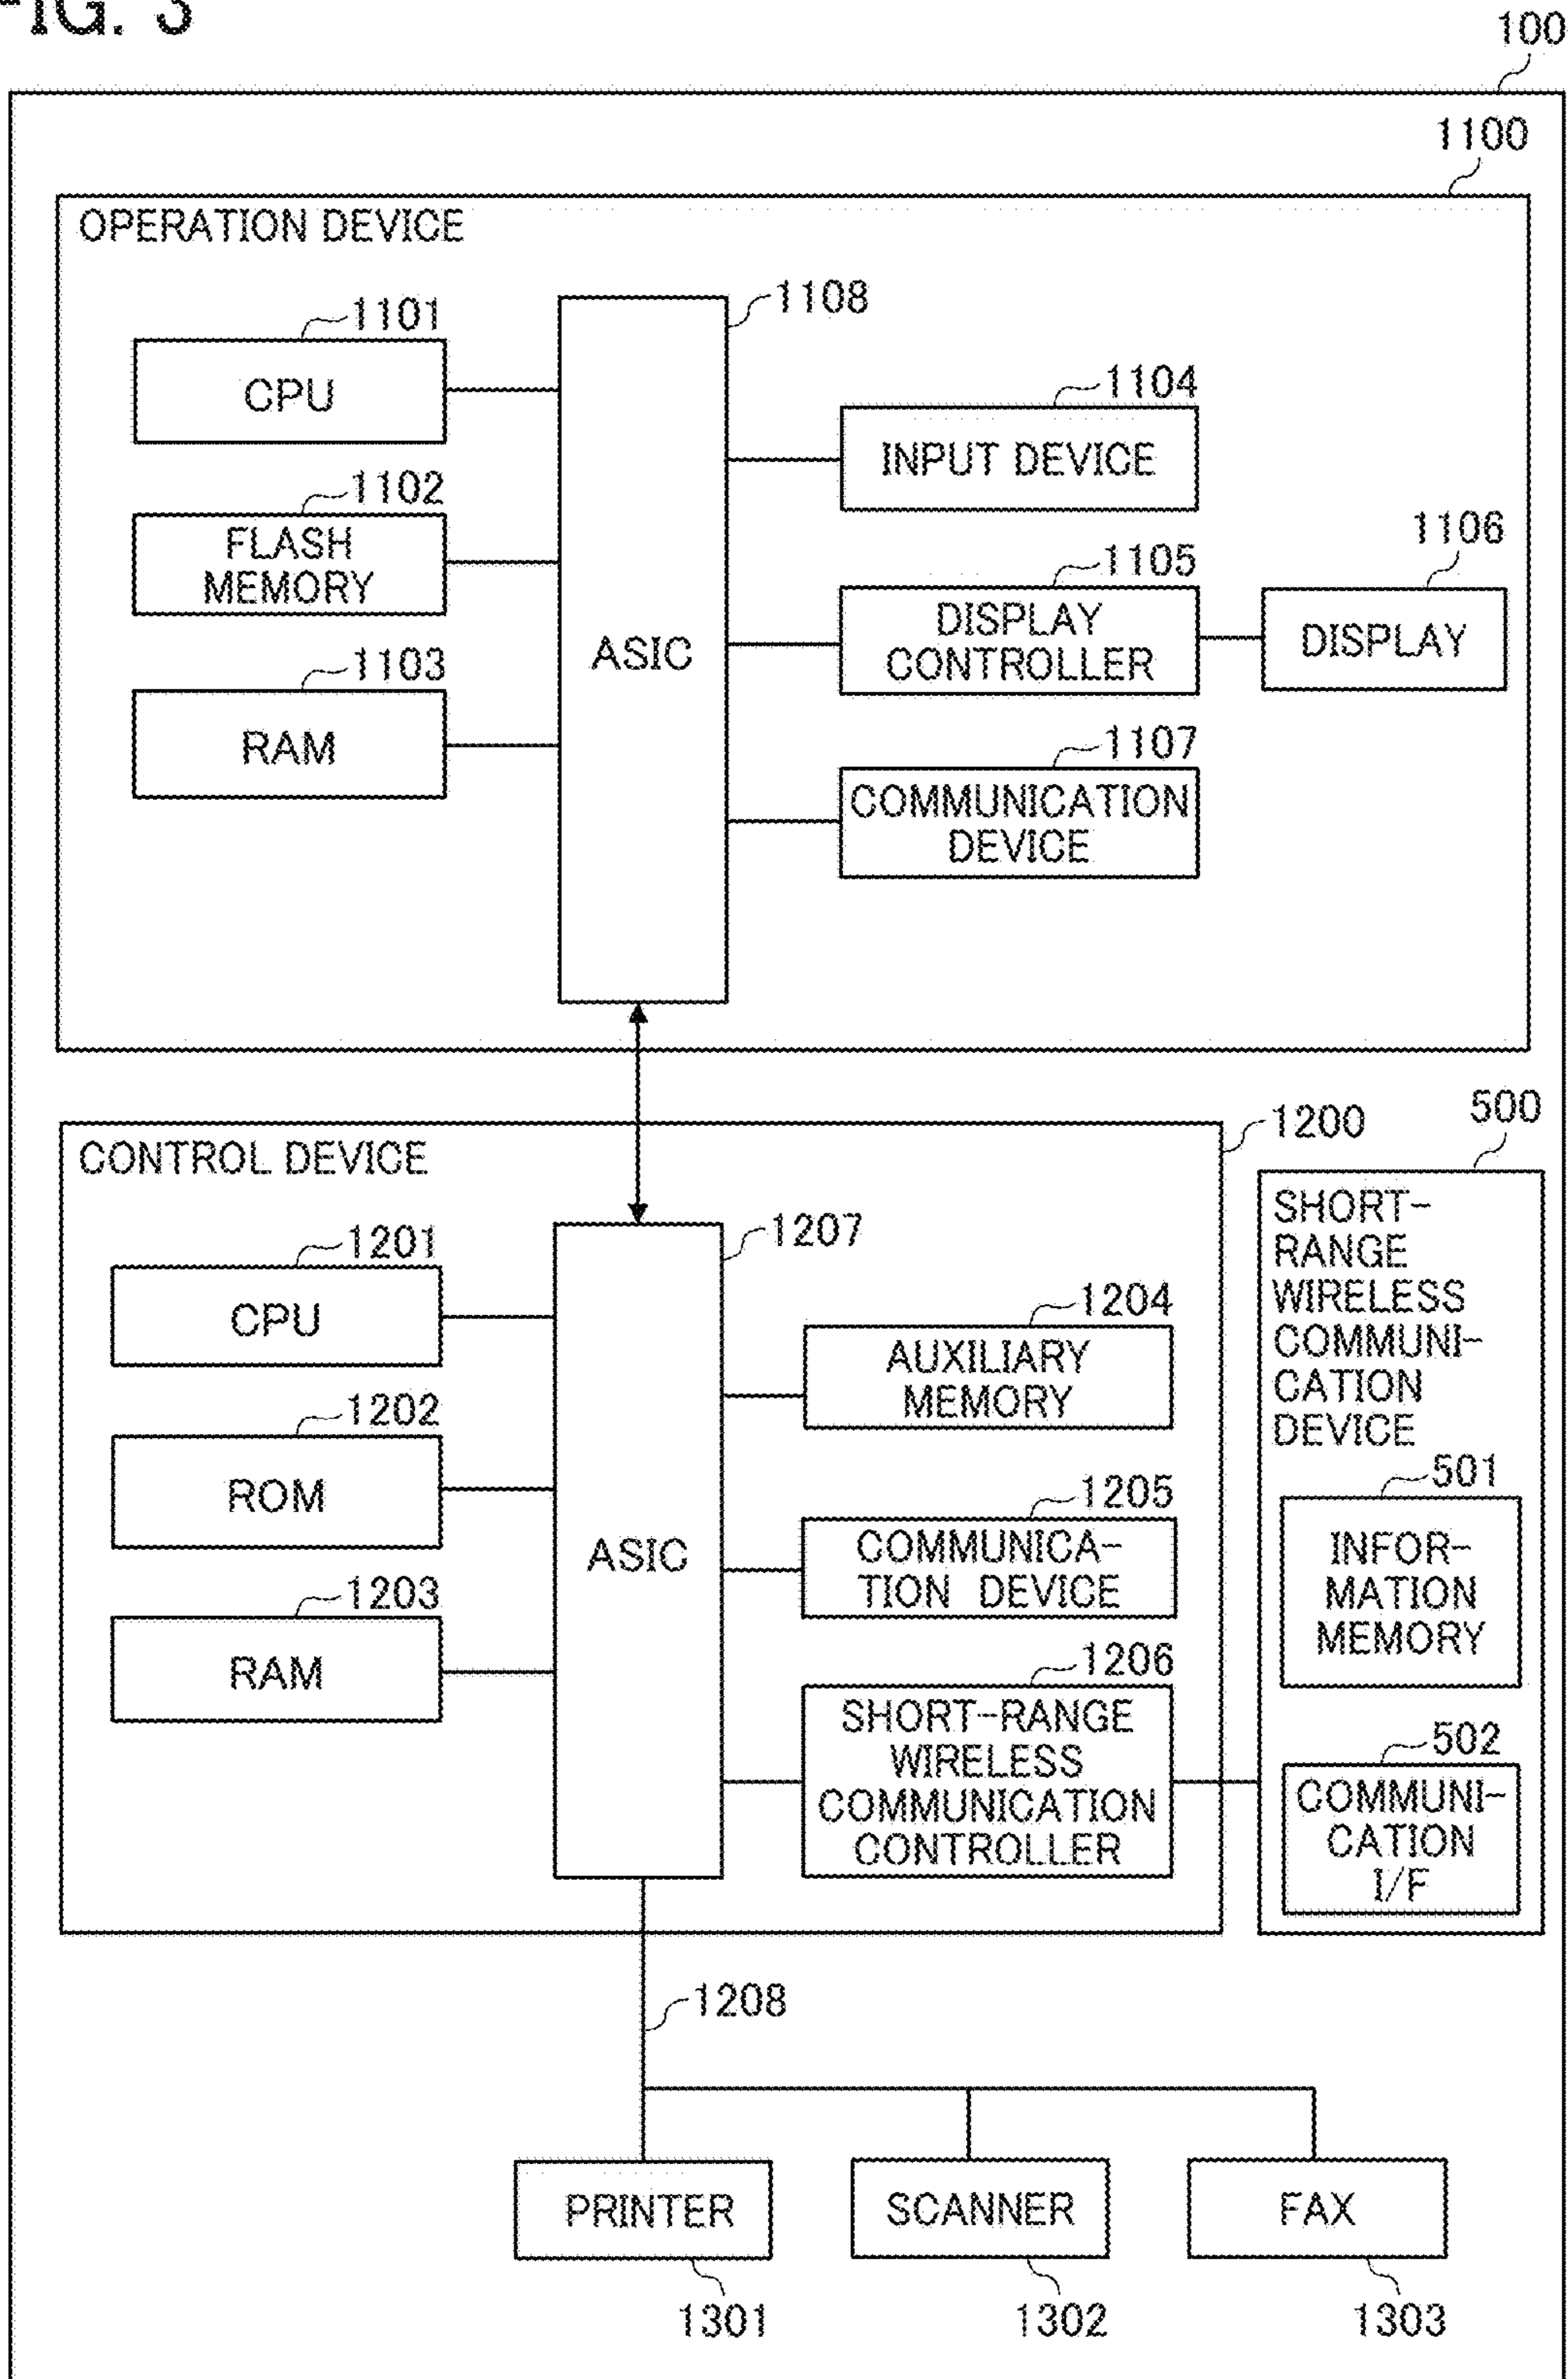 FIG. 3
100
1100
OPERATION DEVICE
1108
1101
CPU
1104
INPUT DEVICE
1102
FLASH
MEMORY
1106
1105
DISPLAY
CONTROLLER
DISPLAY
ASIC
1103
RAM
1107
COMMUNICATION
DEVICE
500
1200
CONTROL DEVICE
SHORT-
RANGE
WIRELESS
COMMUNI-
CATION
DEVICE
1207
1201
CPU
1204
AUXILIARY
MEMORY
1202
ROM
501
INFOR-
MATION
MEMORY
1205
COMMUNICA-
TION DEVICE
ASIC
1203
RAM
1206
SHORT-RANGE
WIRELESS
COMMUNICATION
CONTROLLER
502
COMMUNI-
CATION
I/F
1208
PRINTER
SCANNER
FAX
1301
1302
1303